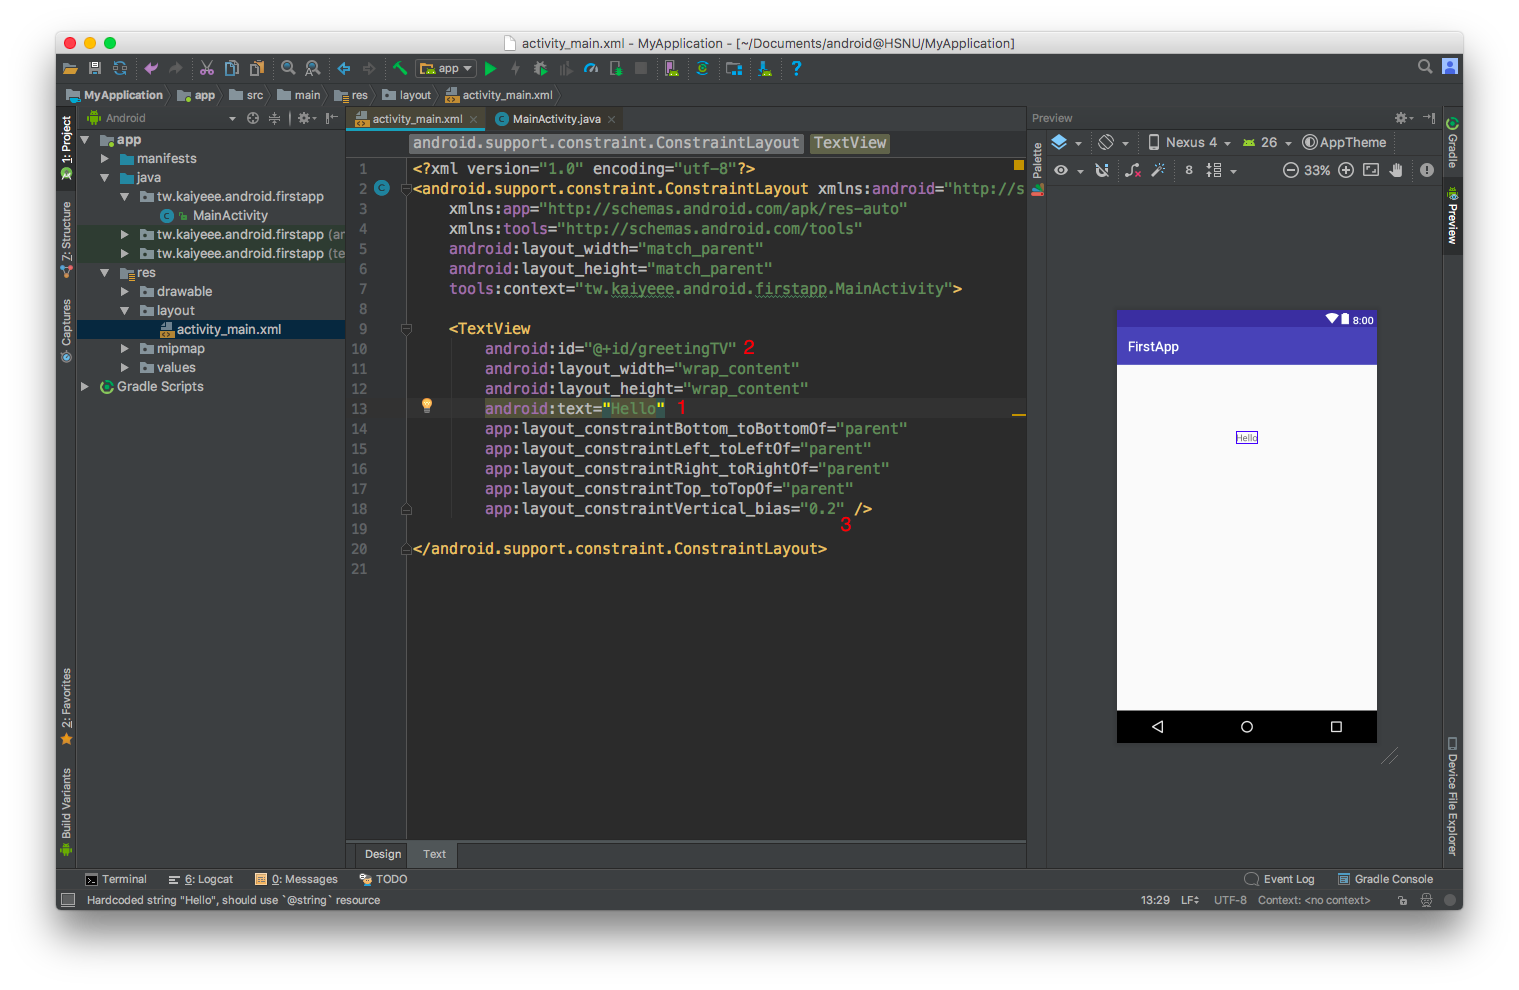 activity_main.xml - MyApplication - [~/Documents/android@HSNU/MyApplication]
app
MyApplication app src main res layout activity_main.xml
Android
activity_main.xml MainActivity.java
Preview
1: Project
Z: Structure
Captures
2: Favorites
Build Variants
app
manifests
java
tw.kaiyeee.android.firstapp
MainActivity
tw.kaiyeee.android.firstapp (an
tw.kaiyeee.android.firstapp (te
res
drawable
layout
activity_main.xml
mipmap
values
Gradle Scripts
android.support.constraint.ConstraintLayout TextView
1 <?xml version="1.0" encoding="utf-8"?>
2 <android.support.constraint.ConstraintLayout xmlns:android="http://s
3 xmlns:app="http://schemas.android.com/apk/res-auto"
4 xmlns:tools="http://schemas.android.com/tools"
5 android:layout_width="match_parent"
6 android:layout_height="match_parent"
7 tools:context="tw.kaiyeee.android.firstapp.MainActivity">
8
9 <TextView
10 android:id="@+id/greetingTV" 2
11 android:layout_width="wrap_content"
12 android:layout_height="wrap_content"
13 android:text="Hello" 1
14 app:layout_constraintBottom_toBottomOf="parent"
15 app:layout_constraintLeft_toLeftOf="parent"
16 app:layout_constraintRight_toRightOf="parent"
17 app:layout_constraintTop_toTopOf="parent"
18 app:layout_constraintVertical_bias="0.2" />
3
19
20 </android.support.constraint.ConstraintLayout>
21
Design Text
Palette
Nexus 4 26 AppTheme
8 33%
8:00
FirstApp
Hello
Gradle
Preview
Device File Explorer
Terminal 6: Logcat 0: Messages TODO
Event Log Gradle Console
Hardcoded string "Hello", should use `@string` resource
13:29 LF UTF-8 Context: <no context>